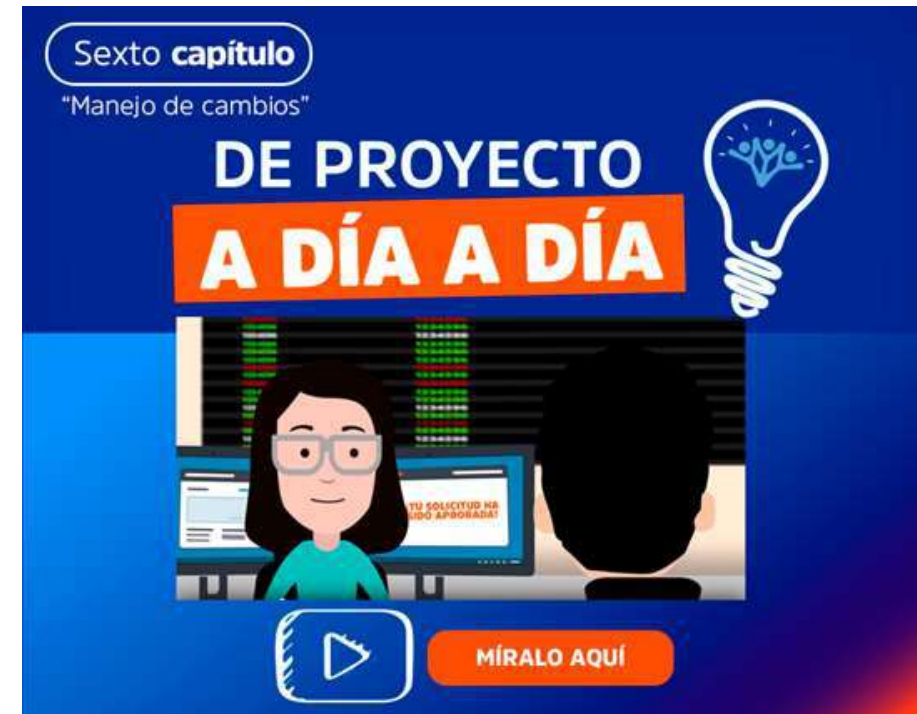 Sexto capítulo
“Manejo de cambios”
DE PROYECTO
A DÍA A DÍA
TU SOLICITUD HA
SIDO APROBADA!
MÍRALO AQUÍ